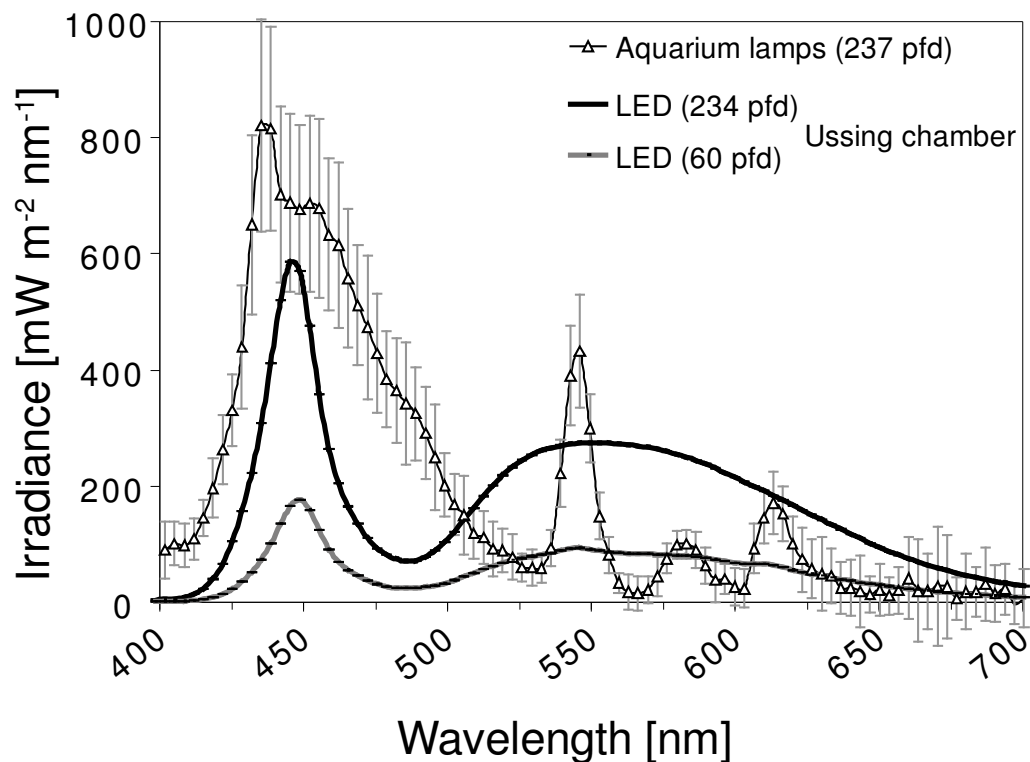 1000
800
600
400
200
0
Irradiance [mW m-2 nm-1]
Aquarium lamps (237 pfd)
LED (234 pfd)
Ussing chamber
LED (60 pfd)
400
450
500
550
600
650
700
Wavelength [nm]